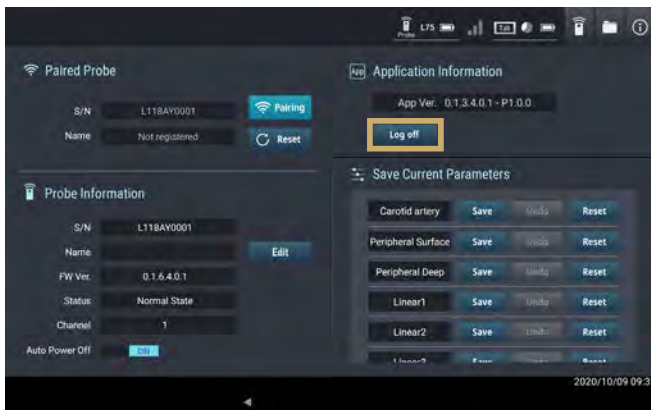 Probe L75 Tab
Paired Probe
S/N L118AY0001 Pairing
Name Not registered Reset
Probe Information
S/N L118AY0001
Name Edit
FW Ver. 0.1.6.4.0.1
Status Normal State
Channel 1
Auto Power Off ON
App Application Information
App Ver. 0.1.3.4.0.1 - P1.0.0
Log off
Save Current Parameters
Carotid artery Save Undo Reset
Peripheral Surface Save Undo Reset
Peripheral Deep Save Undo Reset
Linear1 Save Undo Reset
Linear2 Save Undo Reset
2020/10/09 09:3